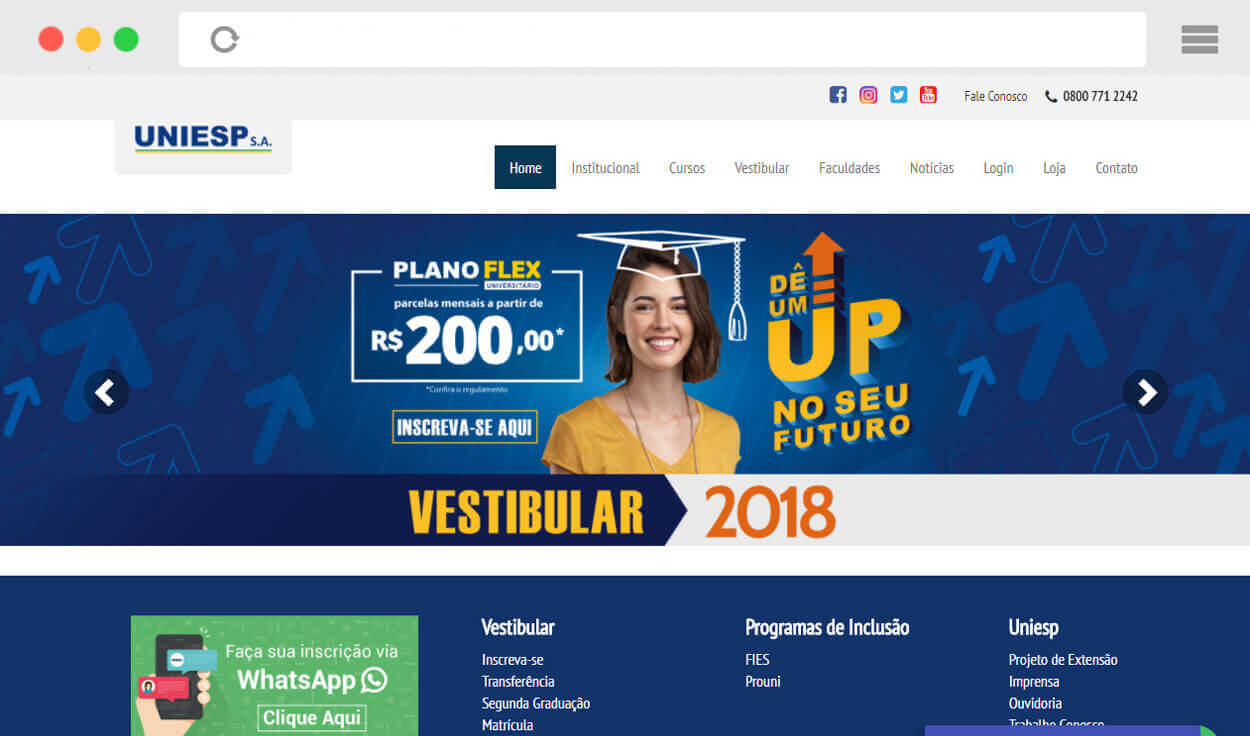 Fale Conosco 0800 771 2242
UNIESP S.A.
Home Institucional Cursos Vestibular Faculdades Notícias Login Loja Contato
PLANO FLEX
UNIVERSITÁRIO
parcelas mensais a partir de
R$ 200,00*
*Confira o regulamento
INSCREVA-SE AQUI
DÊ
UM
UP
NO SEU
FUTURO
VESTIBULAR 2018
Faça sua inscrição via
WhatsApp
Clique Aqui
Vestibular
Inscreva-se
Transferência
Segunda Graduação
Matrícula
Programas de Inclusão
FIES
Prouni
Uniesp
Projeto de Extensão
Imprensa
Ouvidoria
Trabalhe Conosco